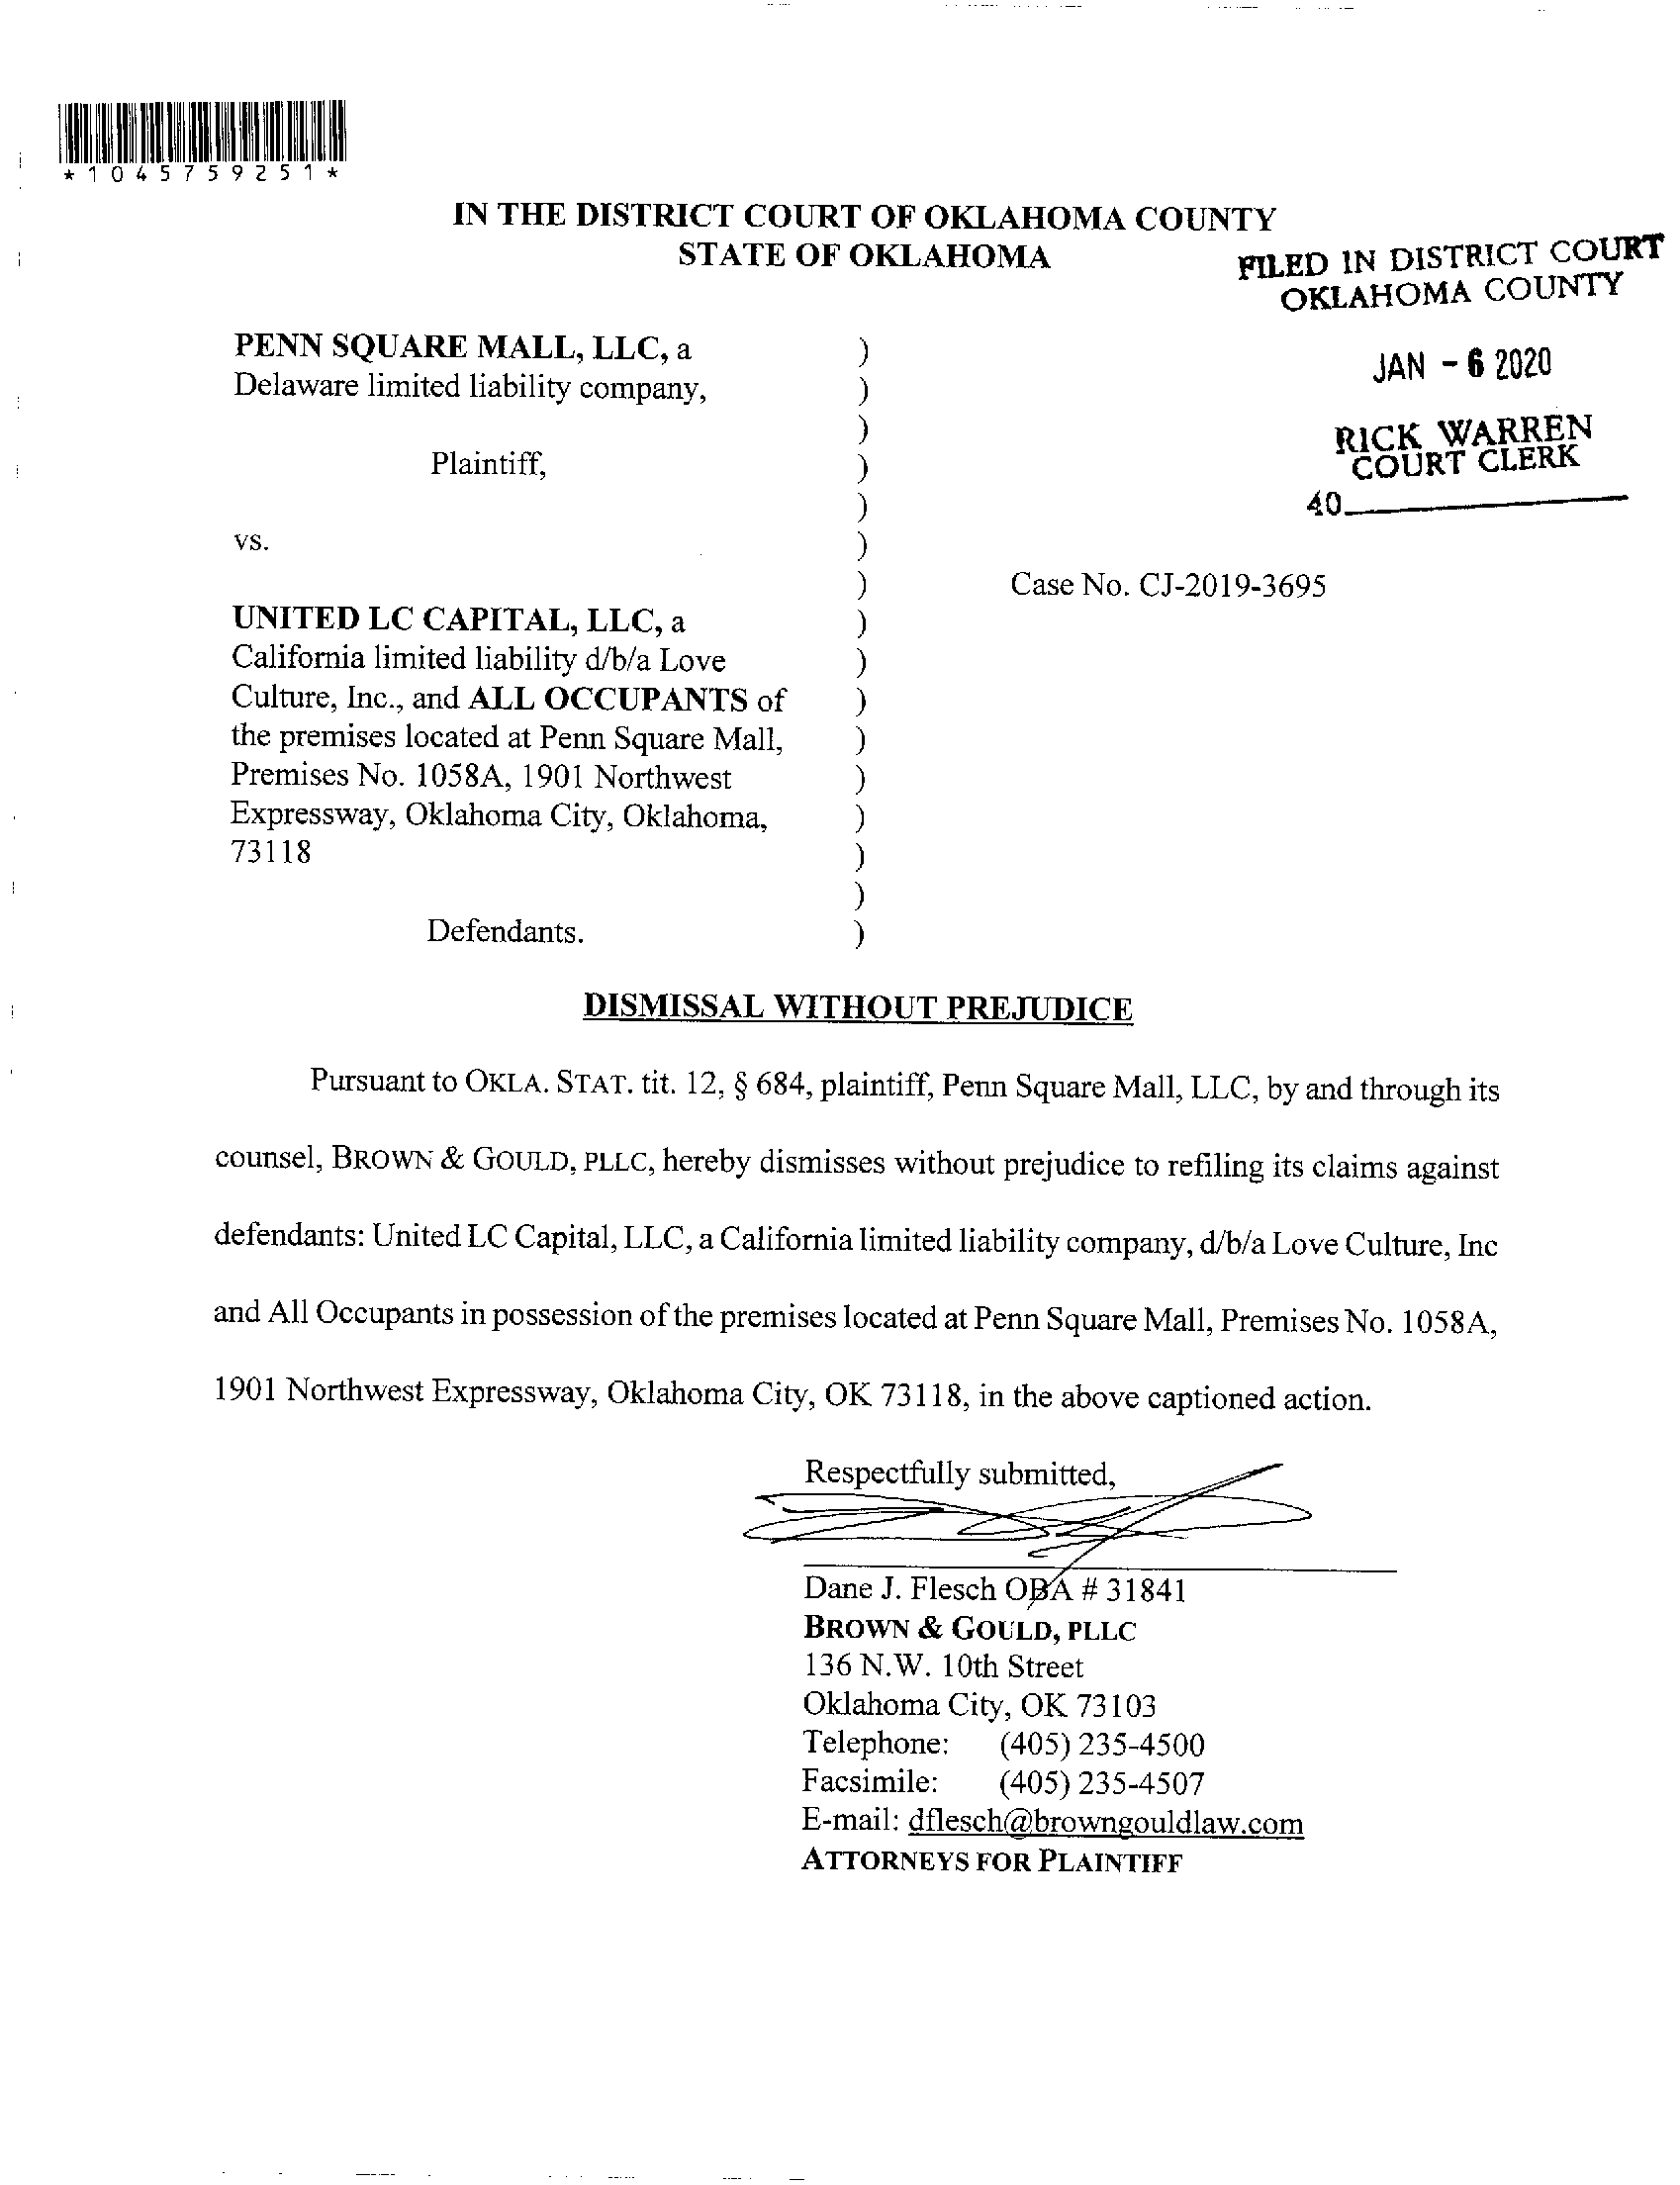 *1045759251*
IN THE DISTRICT COURT OF OKLAHOMA COUNTY
STATE OF OKLAHOMA
FILED IN DISTRICT COURT
OKLAHOMA COUNTY
JAN - 6 2020
RICK WARREN
COURT CLERK
40
PENN SQUARE MALL, LLC, a )
Delaware limited liability company, )
)
Plaintiff, )
)
vs. )
) Case No. CJ-2019-3695
UNITED LC CAPITAL, LLC, a )
California limited liability d/b/a Love )
Culture, Inc., and ALL OCCUPANTS of )
the premises located at Penn Square Mall, )
Premises No. 1058A, 1901 Northwest )
Expressway, Oklahoma City, Oklahoma, )
73118 )
)
Defendants. )
DISMISSAL WITHOUT PREJUDICE
Pursuant to OKLA. STAT. tit. 12, § 684, plaintiff, Penn Square Mall, LLC, by and through its
counsel, BROWN & GOULD, PLLC, hereby dismisses without prejudice to refiling its claims against
defendants: United LC Capital, LLC, a California limited liability company, d/b/a Love Culture, Inc
and All Occupants in possession of the premises located at Penn Square Mall, Premises No. 1058A,
1901 Northwest Expressway, Oklahoma City, OK 73118, in the above captioned action.
Respectfully submitted,
Dane J. Flesch OBA # 31841
BROWN & GOULD, PLLC
136 N.W. 10th Street
Oklahoma City, OK 73103
Telephone: (405) 235-4500
Facsimile: (405) 235-4507
E-mail: dflesch@browngouldlaw.com
ATTORNEYS FOR PLAINTIFF